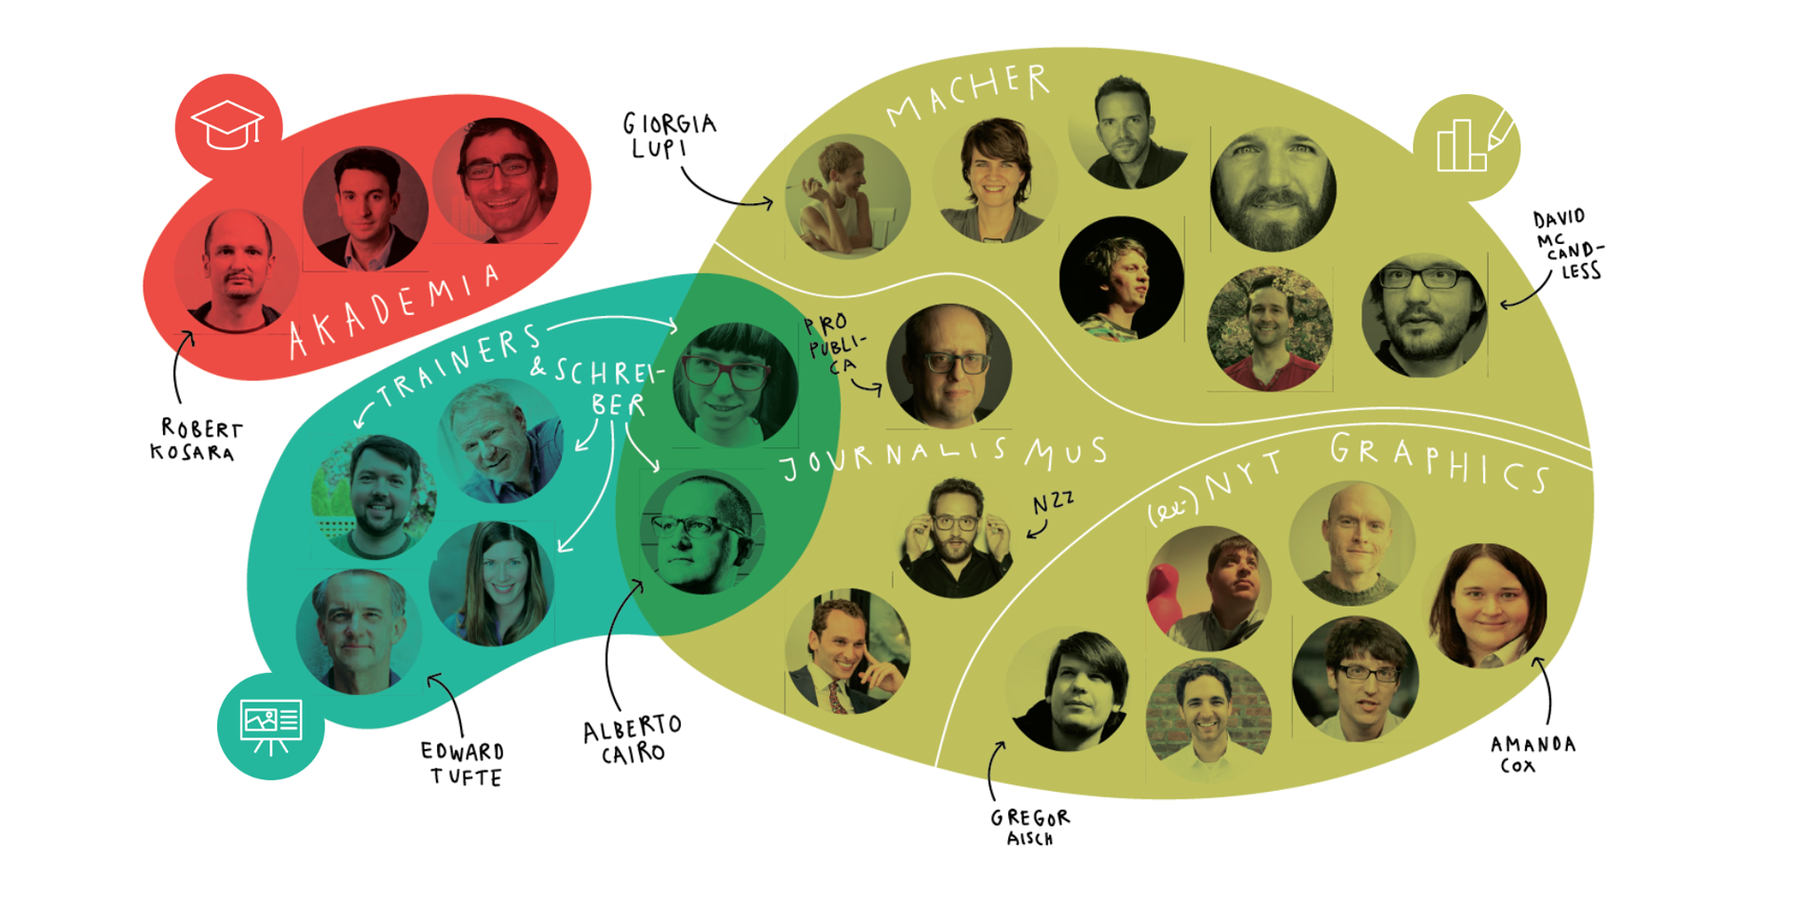 MACHER
GIORGIA
LUPI
DAVID
MC
CAND-
LESS
AKADEMIA
ROBERT
KOSARA
TRAINERS
& SCHREI-
BER
PRO
PUBLI-
CA
JOURNALISMUS
NZZ
(ex-) NYT GRAPHICS
EDWARD
TUFTE
ALBERTO
CAIRO
GREGOR
AISCH
AMANDA
COX